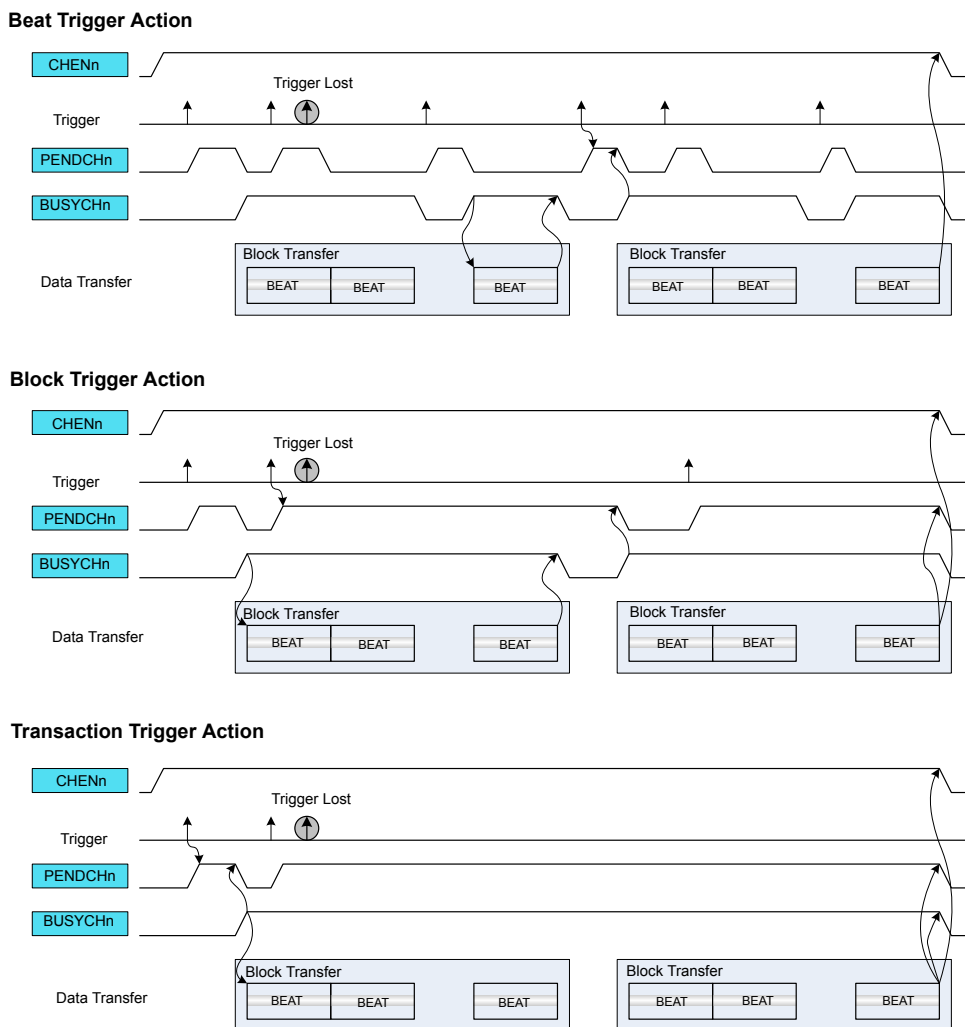 Beat Trigger Action
CHENn
Trigger Lost
Trigger
PENDCHn
BUSYCHn
Block Transfer
Block Transfer
Data Transfer
BEAT
BEAT
BEAT
BEAT
BEAT
BEAT
Block Trigger Action
CHENn
Trigger Lost
Trigger
PENDCHn
BUSYCHn
Block Transfer
Block Transfer
Data Transfer
BEAT
BEAT
BEAT
BEAT
BEAT
BEAT
Transaction Trigger Action
CHENn
Trigger Lost
Trigger
PENDCHn
BUSYCHn
Block Transfer
Block Transfer
Data Transfer
BEAT
BEAT
BEAT
BEAT
BEAT
BEAT